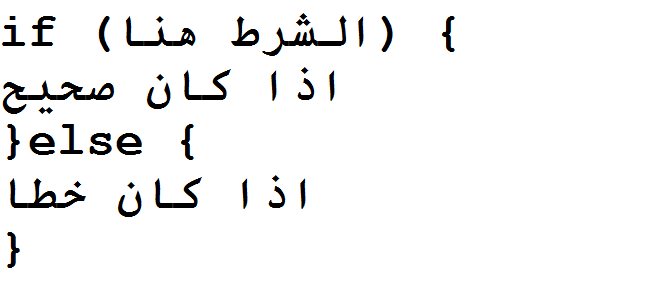 if (الشرط هنا) {
اذا كان صحيح
}else {
اذا كان خطا
}